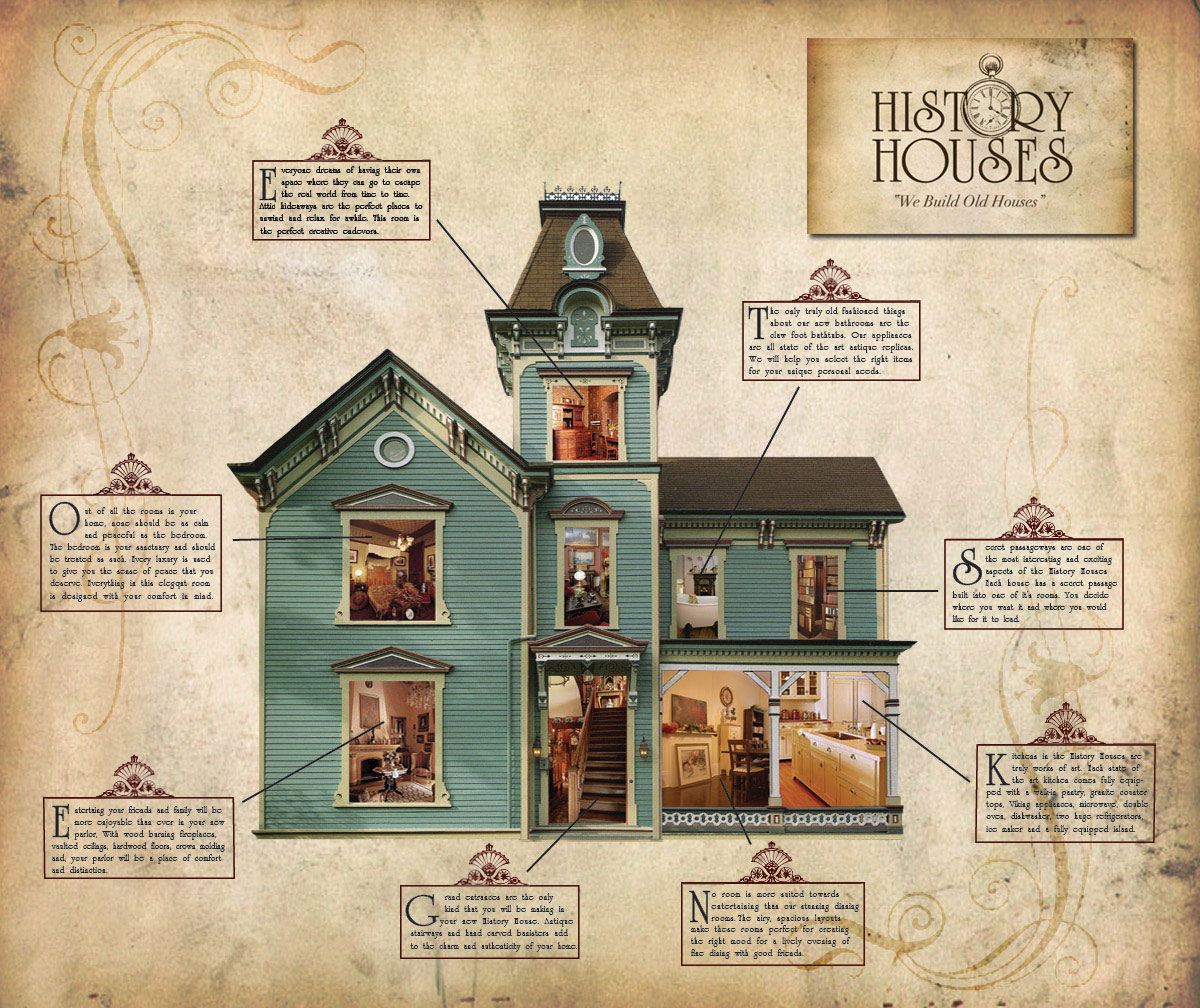 HISTORY
HOUSES
"We Build Old Houses"
Everyone dreams of having their own
space where they can go to escape
the real world from time to time.
Attic hideaways are the perfect places to
unwind and relax for awhile. This room is
the perfect creative endevora.
The only truly old fashioned things
about our new bathrooms are the
claw foot bathtubs. Our appliances
are all state of the art antique replicas.
We will help you select the right items
for your unique personal needs.
Out of all the rooms is your
home, none should be as calm
and peaceful as the bedroom.
The bedroom is your sanctuary and should
be treated as such. Every luxury is used
to give you the sense of peace that you
deserve. Everything in this elegant room
is designed with your comfort in mind.
Secret passageways are one of
the most interesting and exciting
aspects of the History Houses.
Each house has a secret passage
built into one of it's rooms. You decide
where you want it and where you would
like for it to lead.
Kitchens in the History Houses are
truly works of art. Each state of
the art kitchen comes fully equip-
ped with a walkin pantry, granite counter
tops, Viking appliances, microwave, double
oven, dishwasher, two huge refrigerators,
ice maker and a fully equipped island.
Entertaing your friends and family will be
more enjoyable than ever in your new
parlor. With wood burning fireplaces,
vaulted ceilings, hardwood floors, crown molding
and, your parlor will be a place of comfort
and distinction.
Grand entrances are the only
kind that you will be making in
your new History House. Antique
stairways and hand carved banisters add
to the charm and authenticity of your home.
No room is more suited towards
entertaining than our stunning dinning
rooms. The airy, spacious layouts
make these rooms perfect for creating
the right mood for a lively evening of
fine dining with good friends.